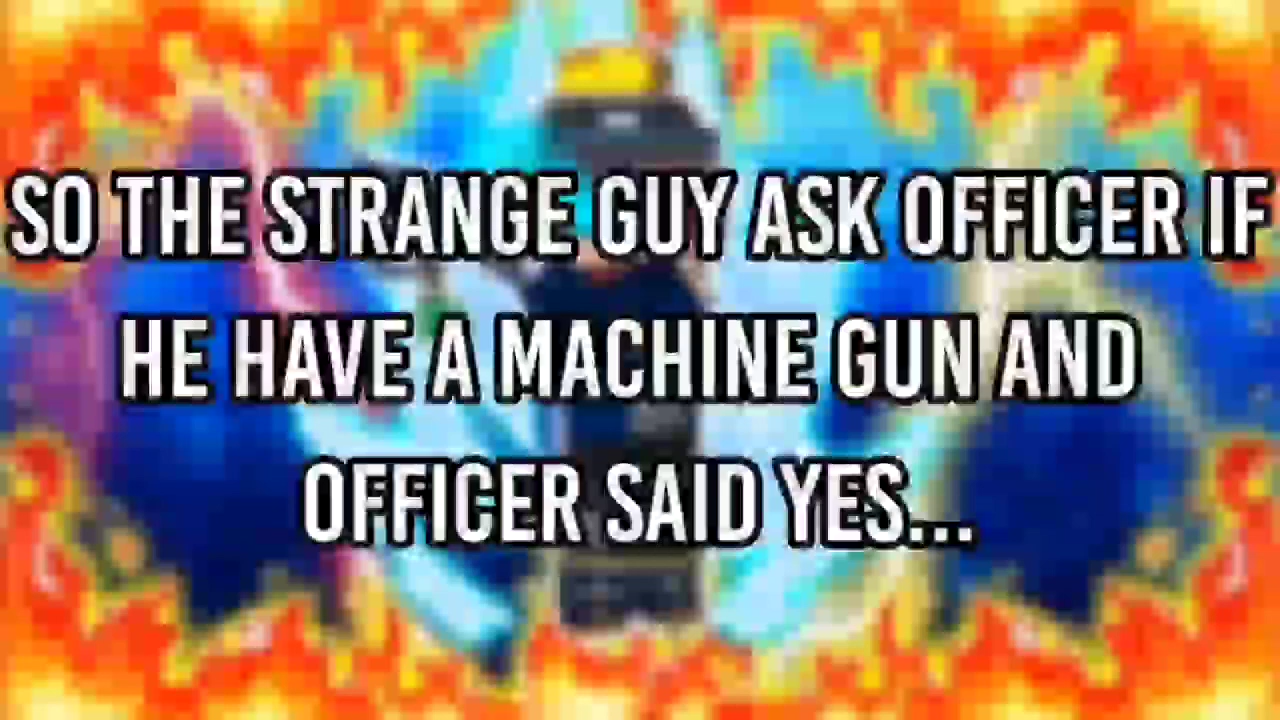 SO THE STRANGE GUY ASK OFFICER IF
HE HAVE A MACHINE GUN AND
OFFICER SAID YES...